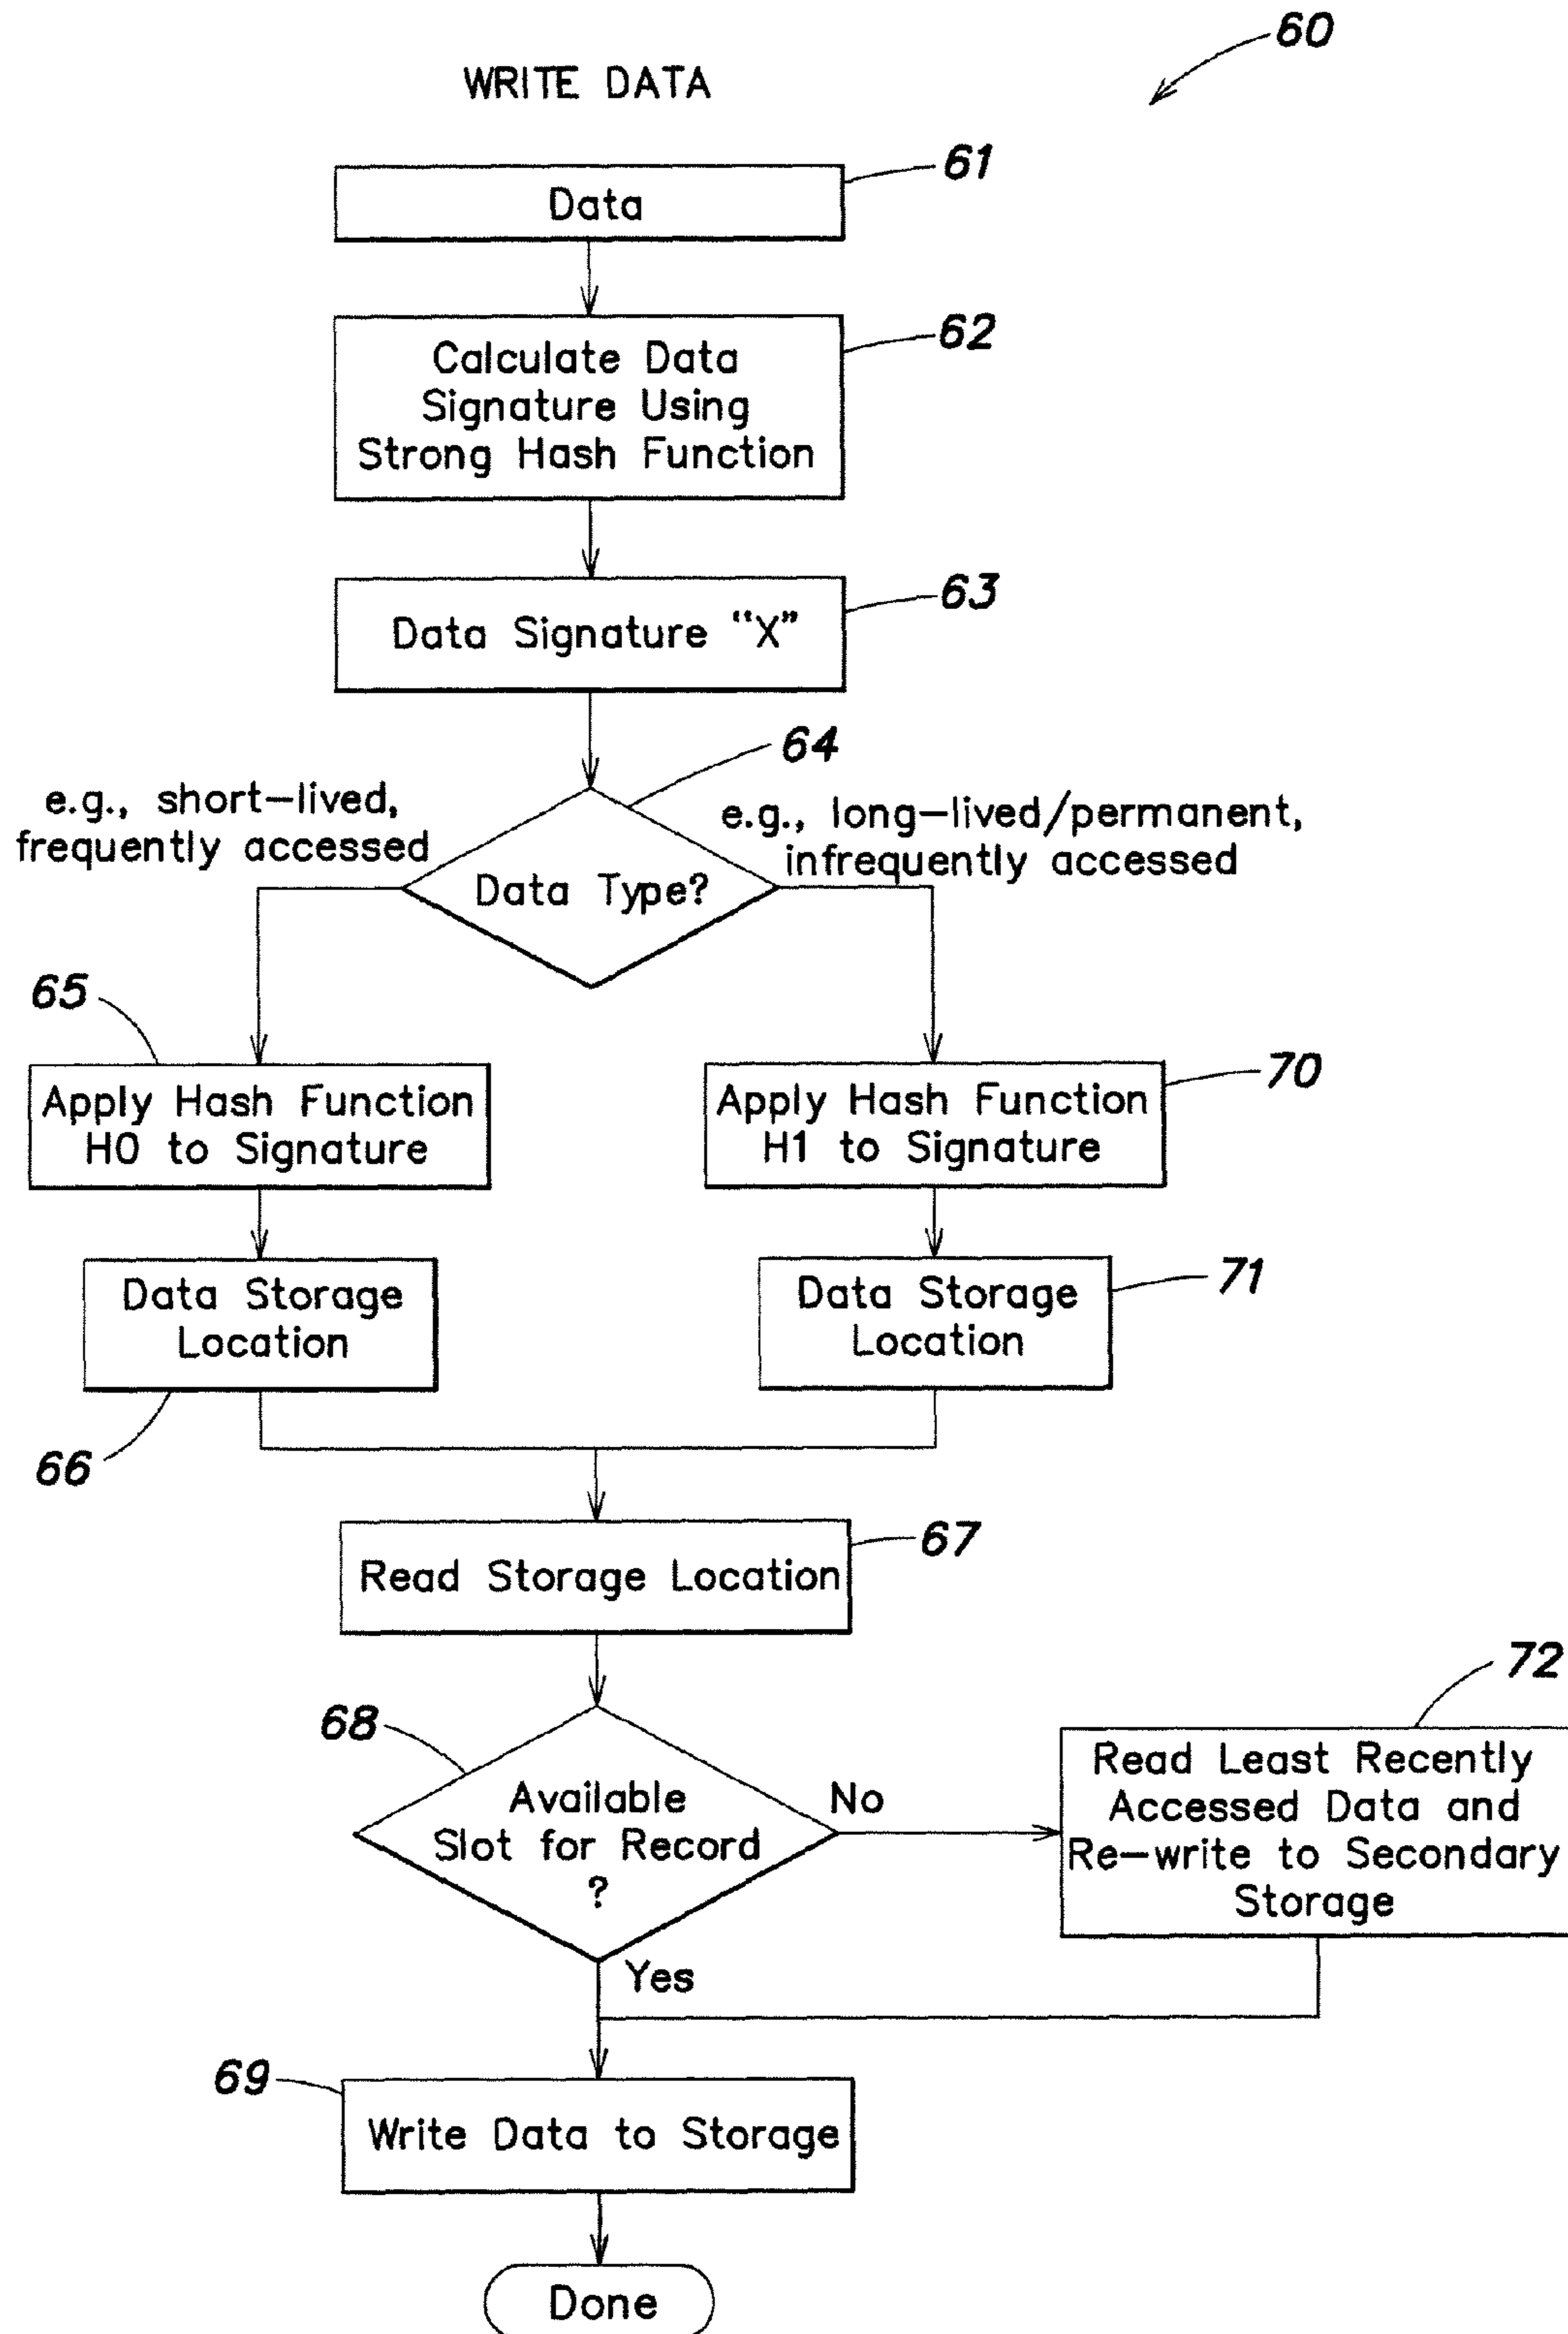 60
WRITE DATA
61
Data
62
Calculate Data
Signature Using
Strong Hash Function
63
Data Signature “X”
64
e.g., short-lived,
frequently accessed
e.g., long-lived/permanent,
infrequently accessed
Data Type?
65
Apply Hash Function
H0 to Signature
70
Apply Hash Function
H1 to Signature
Data Storage
Location
66
71
Data Storage
Location
67
Read Storage Location
68
Available
Slot for Record
?
No
72
Read Least Recently
Accessed Data and
Re-write to Secondary
Storage
Yes
69
Write Data to Storage
Done